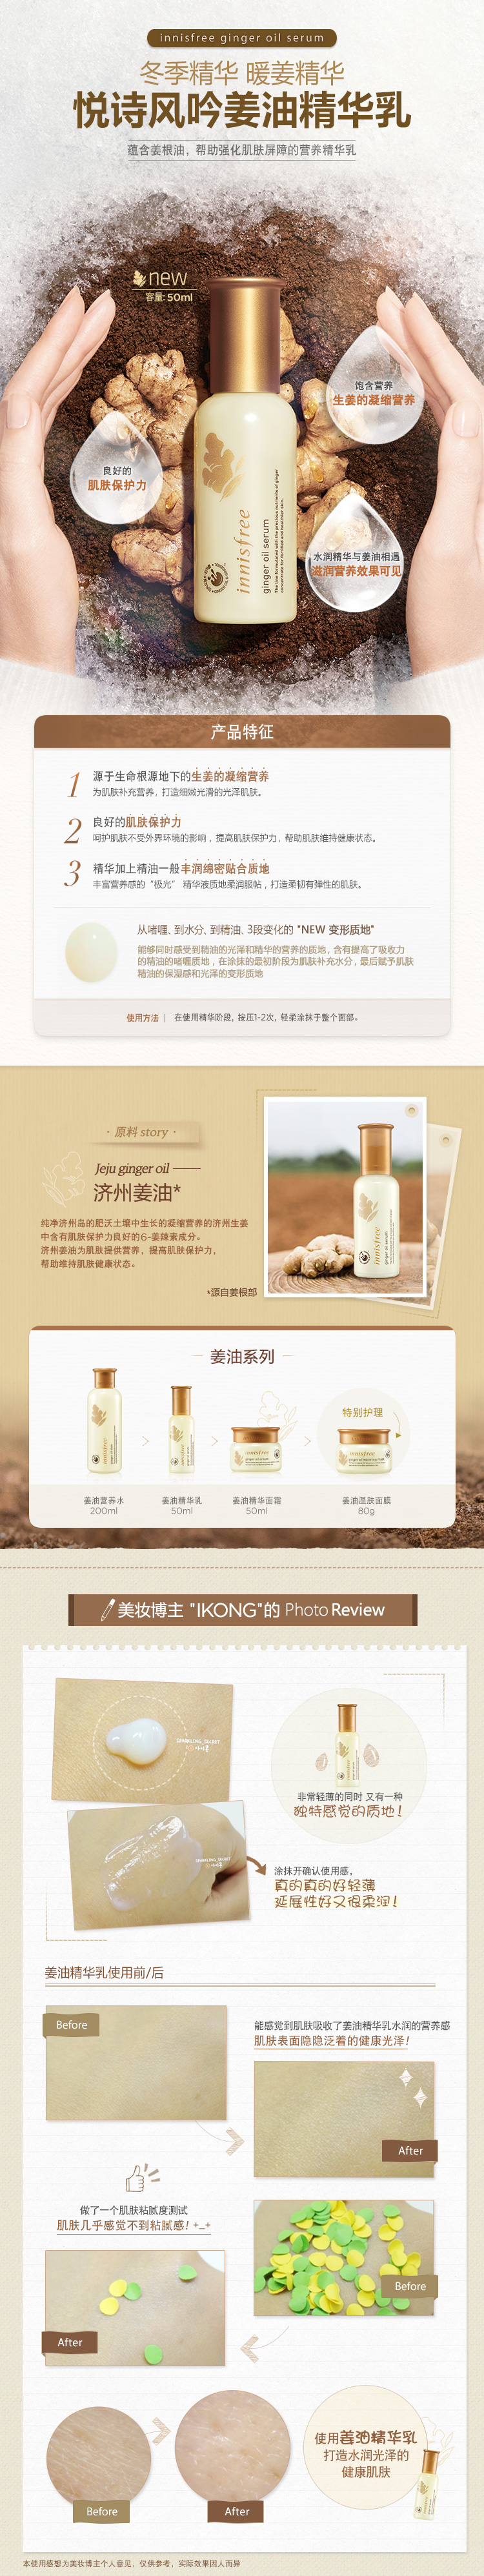 innisfree ginger oil serum
冬季精华 暖姜精华
悦诗风吟姜油精华乳
蕴含姜根油，帮助强化肌肤屏障的营养精华乳
new
容量: 50ml
饱含营养
生姜的凝缩营养
良好的
肌肤保护力
水润精华与姜油相遇
滋润营养效果可见
innisfree
ginger oil serum
The line formulated with the precious nutrients of ginger
concentrate for fortified and healthier skin.
产品特征
1 源于生命根源地下的生姜的凝缩营养
为肌肤补充营养，打造细嫩光滑的光泽肌肤。
2 良好的肌肤保护力
呵护肌肤不受外界环境的影响，提高肌肤保护力，帮助肌肤维持健康状态。
3 精华加上精油一般丰润绵密贴合质地
丰富营养感的“极光” 精华液质地柔润服帖，打造柔韧有弹性的肌肤。
从啫喱、到水分、到精油、3段变化的 "NEW 变形质地"
能够同时感受到精油的光泽和精华的营养的质地，含有提高了吸收力
的精油的啫喱质地，在涂抹的最初阶段为肌肤补充水分，最后赋予肌肤
精油的保湿感和光泽的变形质地
使用方法 | 在使用精华阶段, 按压1-2次, 轻柔涂抹于整个面部。
· 原料 story ·
Jeju ginger oil
济州姜油*
纯净济州岛的肥沃土壤中生长的凝缩营养的济州生姜
中含有肌肤保护力良好的6-姜辣素成分。
济州姜油为肌肤提供营养，提高肌肤保护力，
帮助维持肌肤健康状态。
*源自姜根部
innisfree
ginger oil serum
姜油系列
特别护理
姜油营养水
200ml
姜油精华乳
50ml
姜油精华面霜
50ml
姜油温肤面膜
80g
美妆博主 "IKONG"的 Photo Review
SPARKLING SECRET
非常轻薄的同时 又有一种
独特感觉的质地！
SPARKLING SECRET
涂抹开确认使用感，
真的真的好轻薄
延展性好又很柔润！
姜油精华乳使用前/后
Before
能感觉到肌肤吸收了姜油精华乳水润的营养感
肌肤表面隐隐泛着的健康光泽！
After
做了一个肌肤粘腻度测试
肌肤几乎感觉不到粘腻感！+_+
Before
After
使用姜油精华乳
打造水润光泽的
健康肌肤
Before
After
本使用感想为美妆博主个人意见，仅供参考，实际效果因人而异